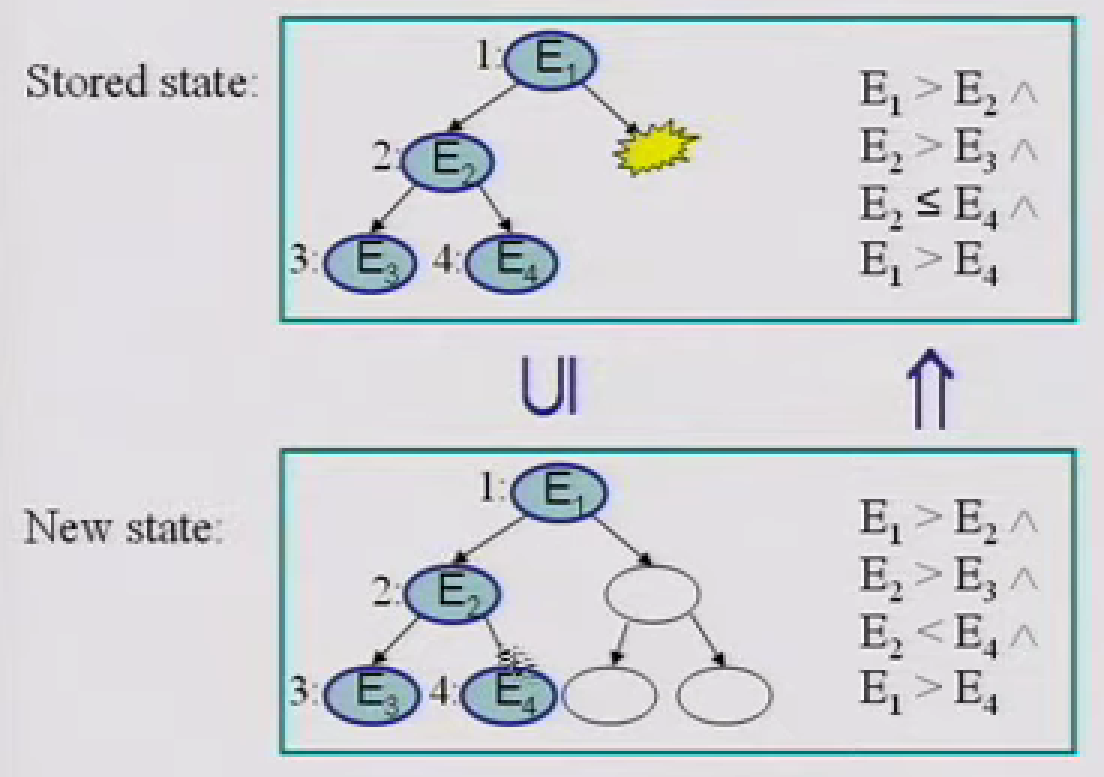 Stored state:
1: E₁
2: E₂
3: E₃ 4: E₄
E₁ > E₂ ∧
E₂ > E₃ ∧
E₂ ≤ E₄ ∧
E₁ > E₄
⊆ ⇑
New state:
1: E₁
2: E₂
3: E₃ 4: E₄
E₁ > E₂ ∧
E₂ > E₃ ∧
E₂ < E₄ ∧
E₁ > E₄